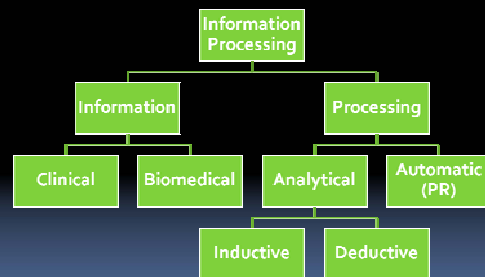 Information
Processing
Information
Processing
Clinical
Biomedical
Analytical
Automatic
(PR)
Inductive
Deductive